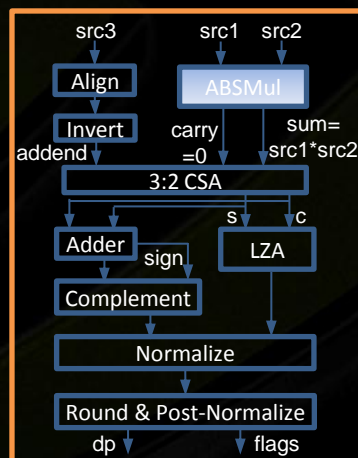 src3 src1 src2
Align ABSMul
Invert carry sum=
addend =0 src1*src2
3:2 CSA
s c
Adder sign LZA
Complement
Normalize
Round & Post-Normalize
dp flags